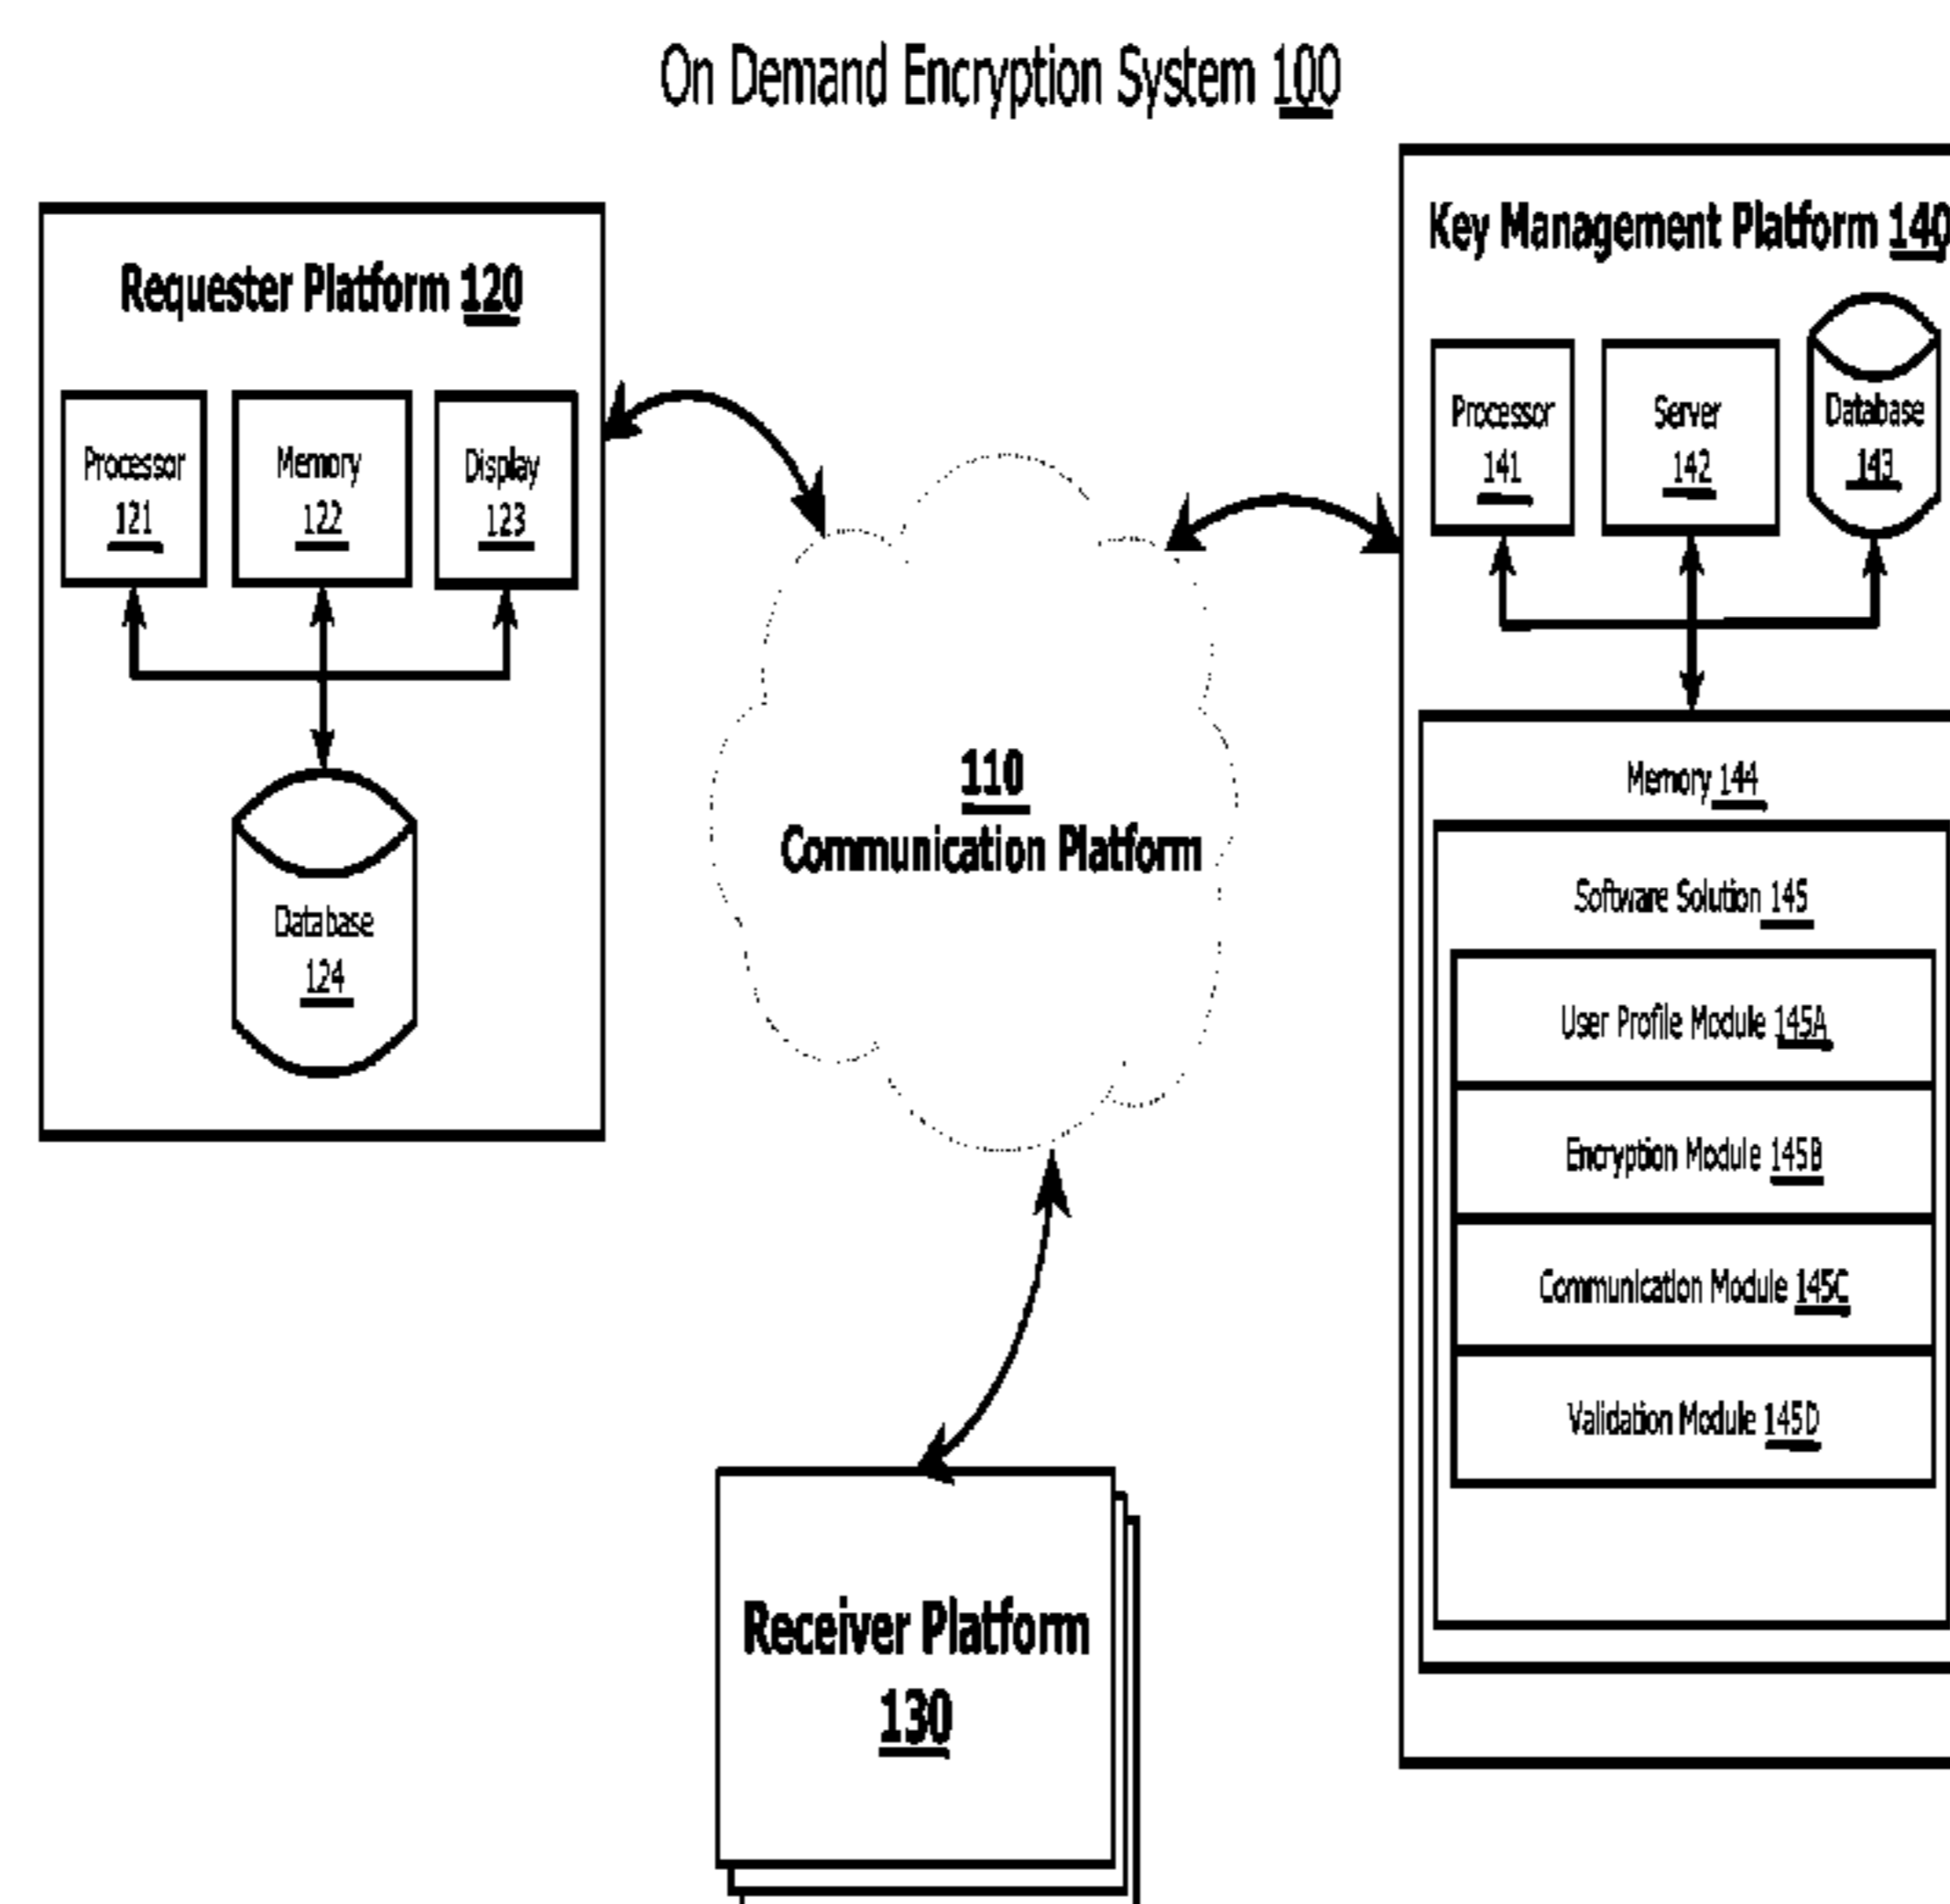 On Demand Encryption System 100
Requester Platform 120
Processor
121
Memory
122
Display
123
Database
124
110
Communication Platform
Key Management Platform 140
Processor
141
Server
142
Database
143
Memory 144
Software Solution 145
User Profile Module 145A
Encryption Module 145B
Communication Module 145C
Validation Module 145D
Receiver Platform
130